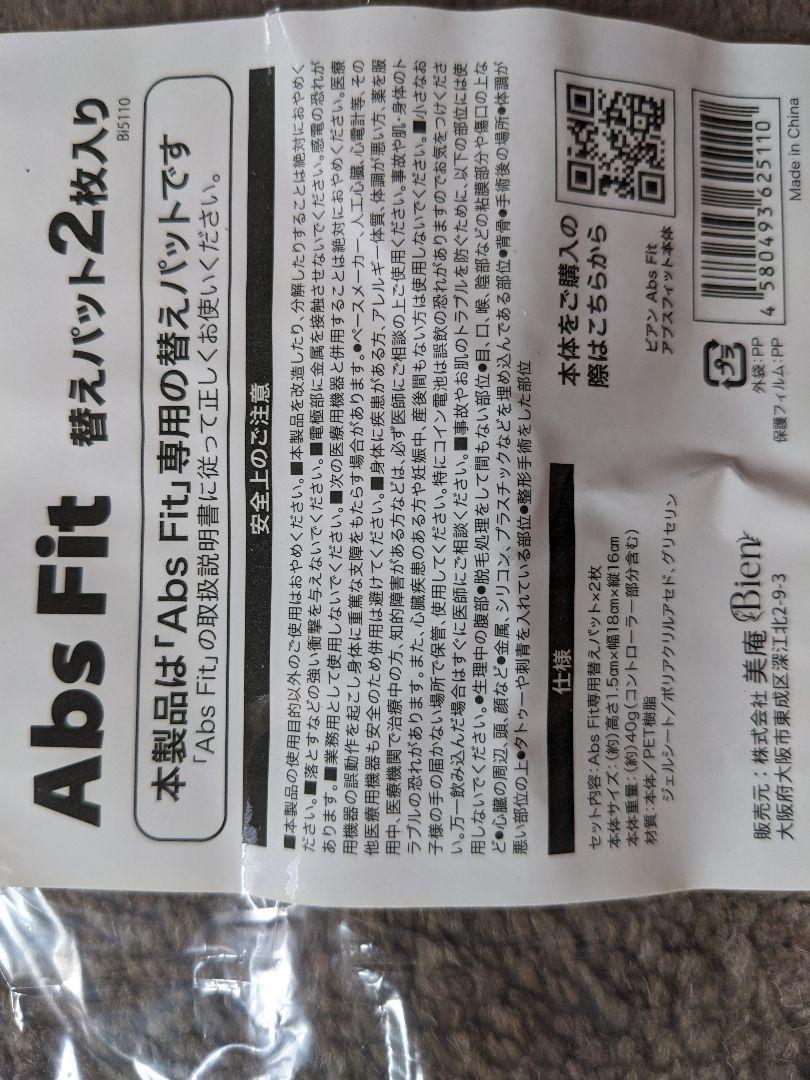 Abs Fit 替えパット2枚入り
Bi5110
本製品は「Abs Fit」専用の替えパットです
「Abs Fit」の取扱説明書に従って正しくお使いください。
安全上のご注意
■本製品の使用目的以外のご使用はおやめください。■本製品を改造したり、分解したりすることは絶対におやめく
ださい。■落とすなどの強い衝撃を与えないでください。■電極部に金属を接触させないでください。感電の恐れが
あります。■業務用として使用しないでください。■次の医療用機器と併用することは絶対におやめください。医療
用機器の誤動作を起こし身体に重篤な支障をもたらす場合があります。●ペースメーカー、人工心臓、心電計等、その
他医療用機器も安全のため併用は避けてください。■身体に疾患がある方、アレルギー体質、体調が悪い方、薬を服
用中、医療機関で治療中の方、知的障害がある方などは、必ず医師にご相談の上ご使用ください。事故や肌・身体のト
ラブルの恐れがあります。また、心臓疾患のある方や妊娠中、産後間もない方は使用しないでください。■小さなお
子様の手の届かない場所で保管、使用してください。特にコイン電池は誤飲の恐れがありますのでお気をつけくださ
い。万一飲み込んだ場合はすぐに医師にご相談ください。■事故やお肌のトラブルを防ぐために、以下の部位には使
用しないでください。●生理中の腹部●脱毛処理をして間もない部位●目、口、喉、陰部などの粘膜部分や傷口の上な
ど●心臓の周辺、頭、顔など●金属、シリコン、プラスチックなどを埋め込んである部位●背骨●手術後の場所●体調が
悪い部位の上●タトゥーや刺青を入れている部位●整形手術をした部位
仕様
セット内容:Abs Fit専用替えパット×2枚
本体サイズ:(約)高さ1.5cm×幅18cm×縦16cm
本体重量:(約)40g(コントローラー部分含む)
材質:本体/PET樹脂
ジェルシート/ポリアクリルアセド、グリセリン
本体をご購入の
際はこちらから
ビアン Abs Fit
アブスフィット本体
プラ
外袋:PP
保護フィルム:PP
4 580493 625110
Made in China
販売元:株式会社 美庵 Bien
大阪府大阪市東成区深江北2-9-3